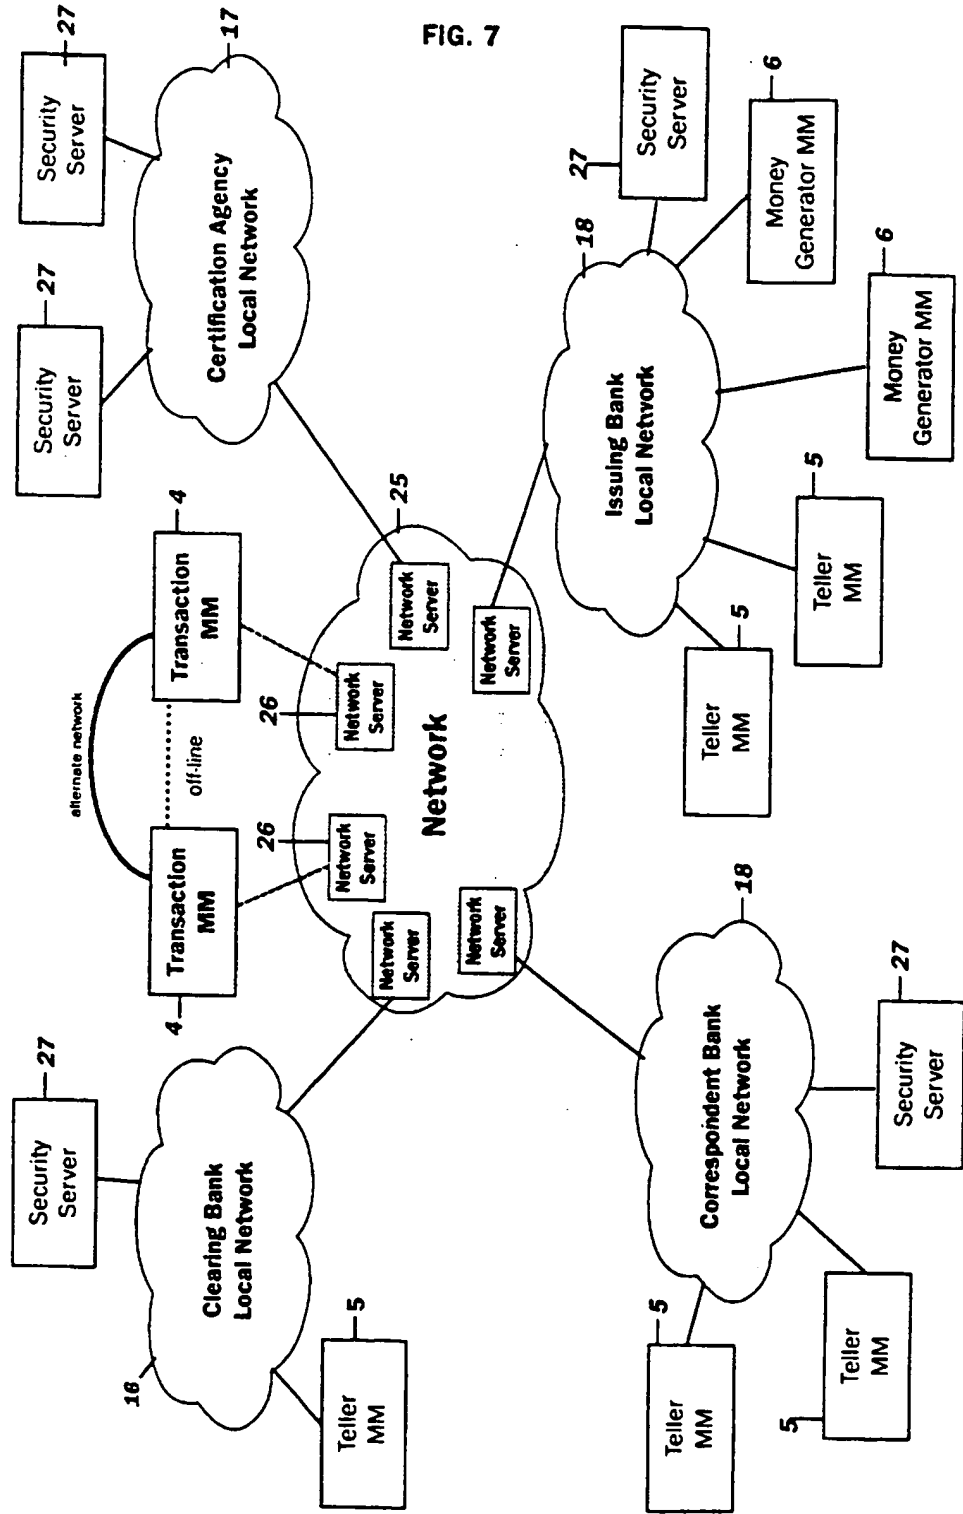 FIG. 7
Security
Server
27
Teller
MM
5
16
Clearing Bank
Local Network
Transaction
MM
4
alternate network
off-line
Transaction
MM
4
Security
Server
27
Security
Server
27
Certification Agency
Local Network
17
Network
Server
Network
Server
26
Network
Server
26
Network
Server
25
Network
Network
Server
Network
Server
Correspondent Bank
Local Network
18
Teller
MM
5
Teller
MM
5
Security
Server
27
Issuing Bank
Local Network
18
Teller
MM
5
Teller
MM
5
Money
Generator MM
6
Money
Generator MM
6
Security
Server
27